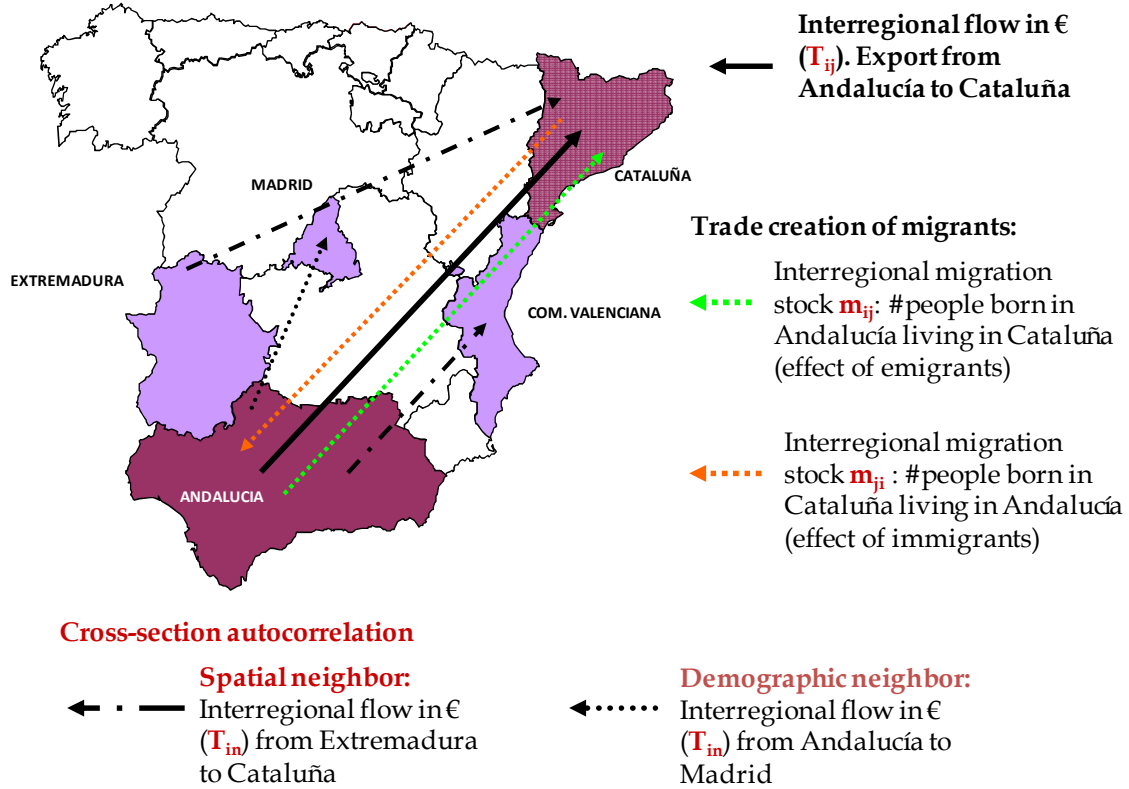 Interregional flow in €
(Tij). Export from
Andalucía to Cataluña
MADRID
CATALUÑA
EXTREMADURA
COM. VALENCIANA
ANDALUCIA
Trade creation of migrants:
Interregional migration
stock mij: #people born in
Andalucía living in Cataluña
(effect of emigrants)
Interregional migration
stock mji : #people born in
Cataluña living in Andalucía
(effect of immigrants)
Cross-section autocorrelation
Spatial neighbor:
Interregional flow in €
(Tin) from Extremadura
to Cataluña
Demographic neighbor:
Interregional flow in €
(Tin) from Andalucía to
Madrid